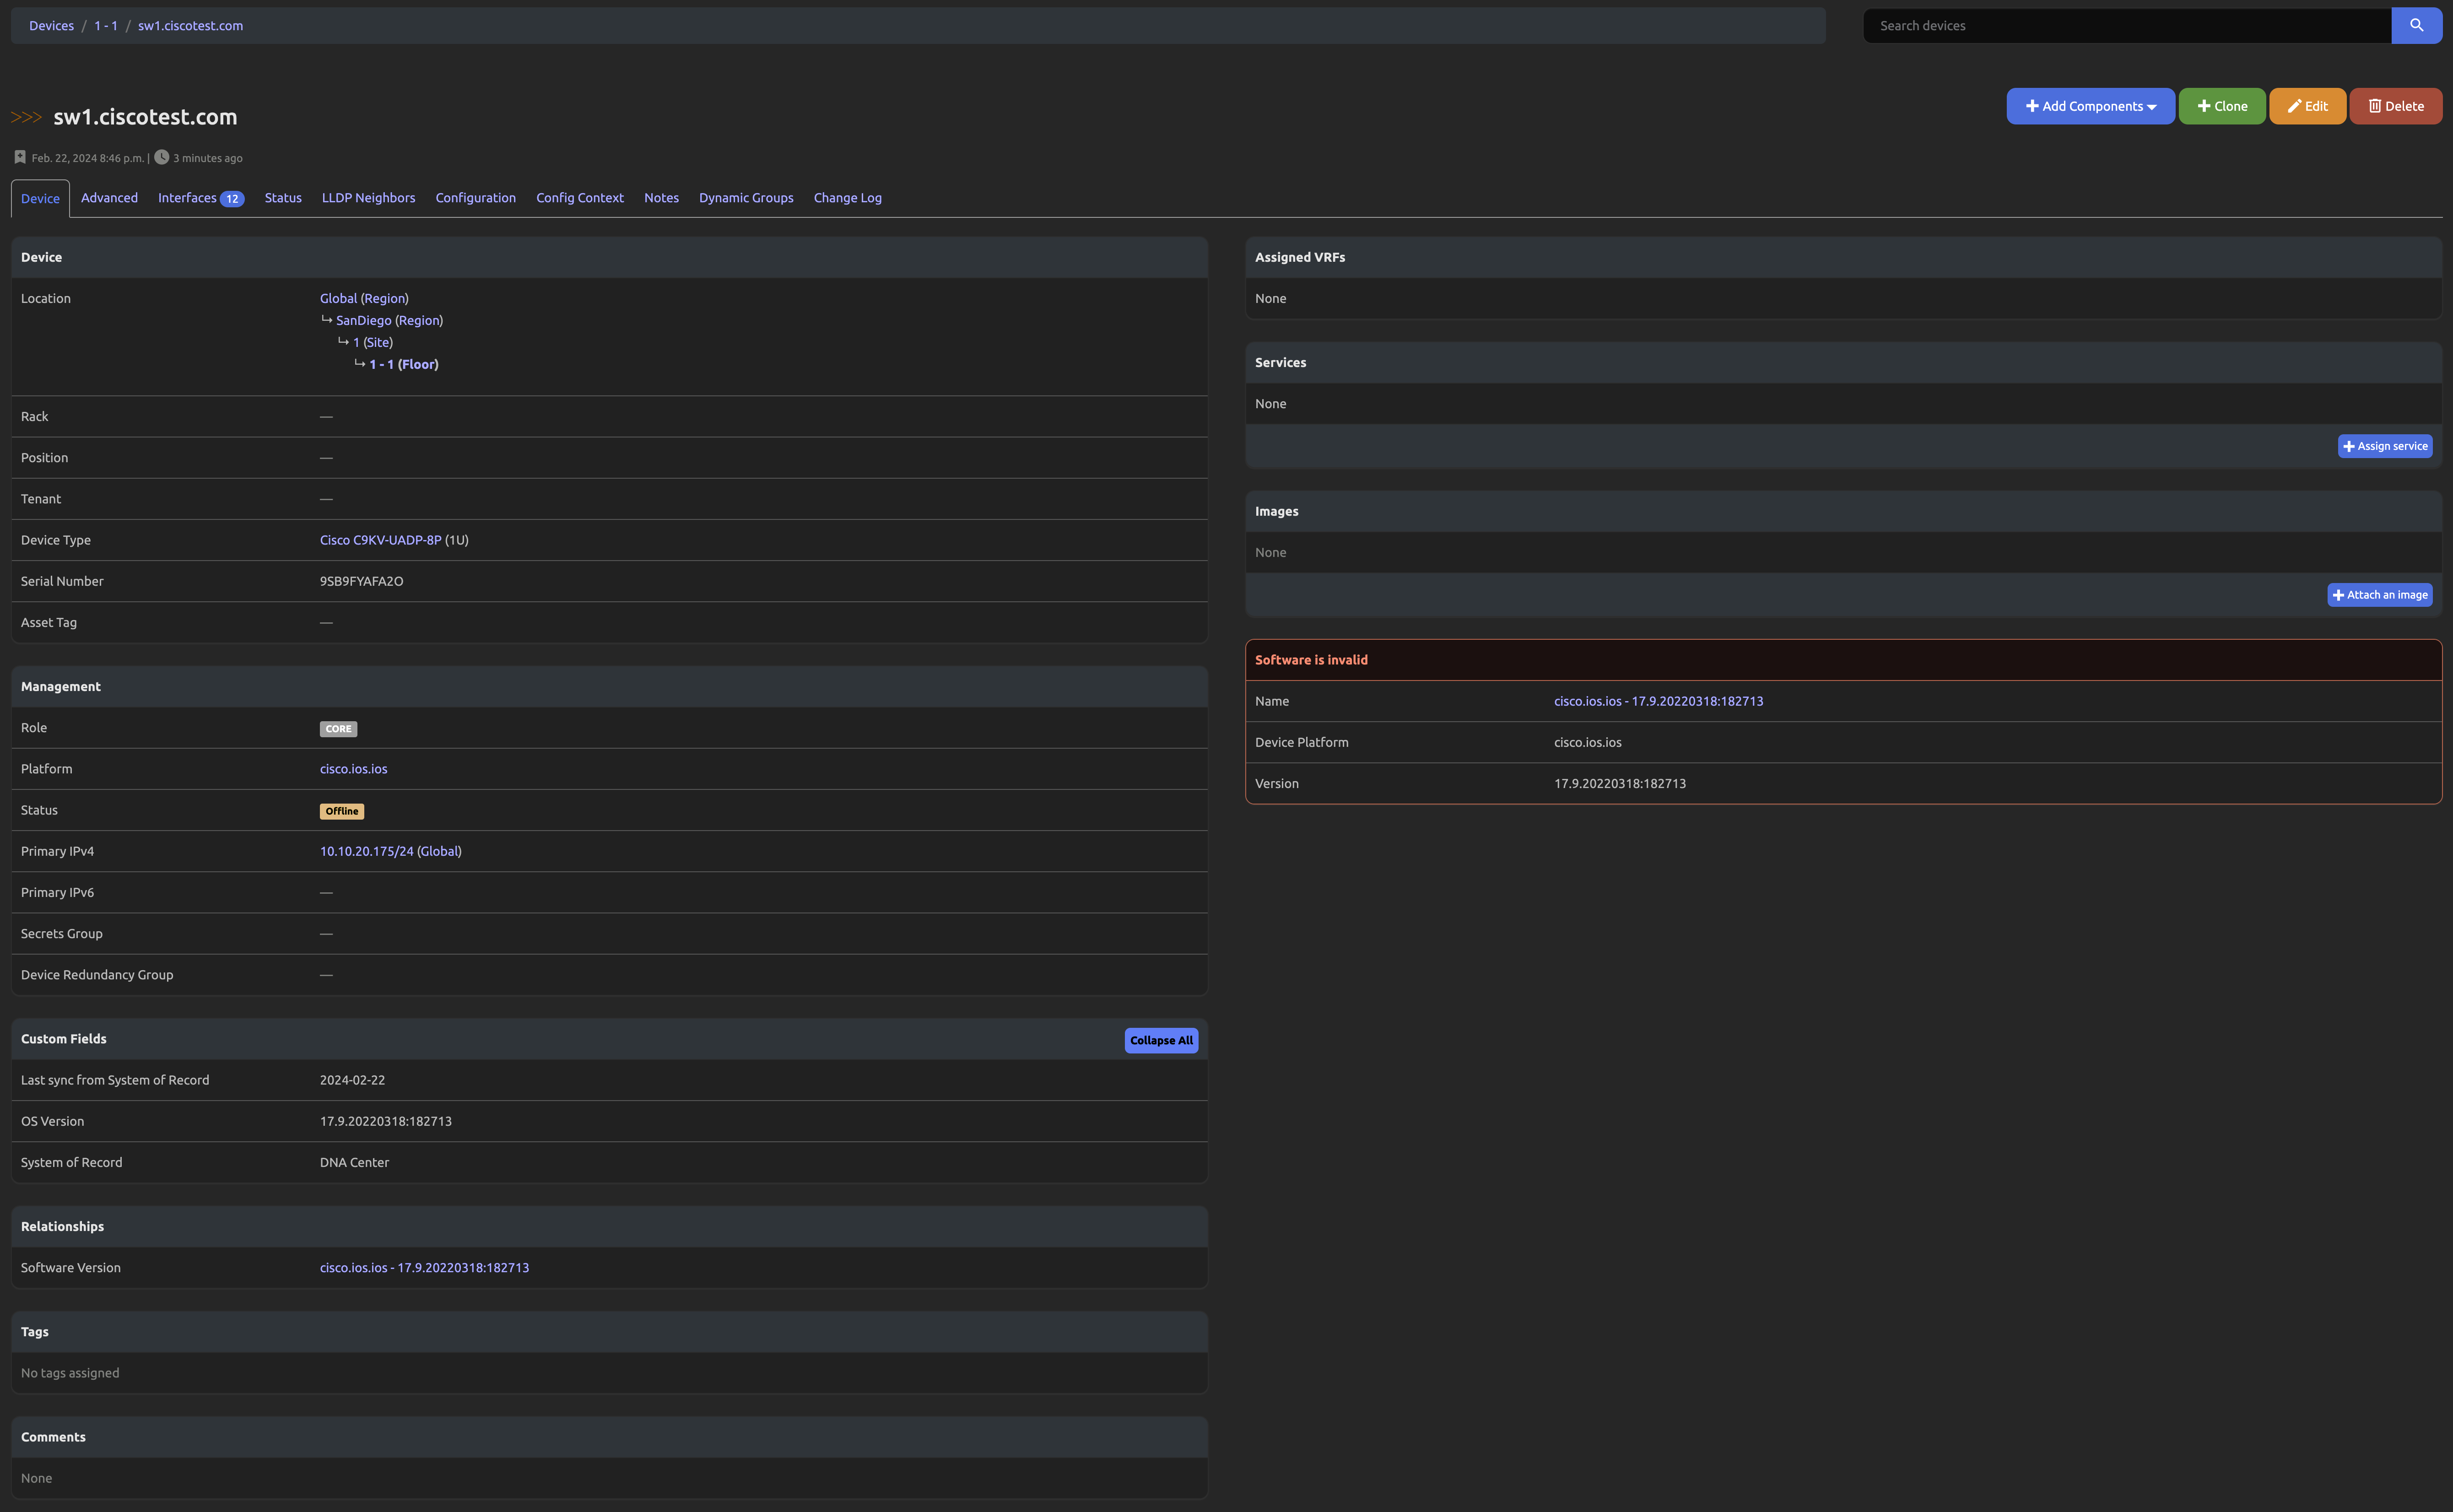 Devices / 1 - 1 / sw1.ciscotest.com
Search devices
>>> sw1.ciscotest.com
Add Components
Clone
Edit
Delete
Feb. 22, 2024 8:46 p.m. | 3 minutes ago
Device Advanced Interfaces 12 Status LLDP Neighbors Configuration Config Context Notes Dynamic Groups Change Log
Device
Location
Global (Region)
SanDiego (Region)
1 (Site)
1 - 1 (Floor)
Rack —
Position —
Tenant —
Device Type Cisco C9KV-UADP-8P (1U)
Serial Number 9SB9FYAFA2O
Asset Tag —
Management
Role CORE
Platform cisco.ios.ios
Status Offline
Primary IPv4 10.10.20.175/24 (Global)
Primary IPv6 —
Secrets Group —
Device Redundancy Group —
Custom Fields Collapse All
Last sync from System of Record 2024-02-22
OS Version 17.9.20220318:182713
System of Record DNA Center
Relationships
Software Version cisco.ios.ios - 17.9.20220318:182713
Tags
No tags assigned
Comments
None
Assigned VRFs
None
Services
None
Assign service
Images
None
Attach an image
Software is invalid
Name cisco.ios.ios - 17.9.20220318:182713
Device Platform cisco.ios.ios
Version 17.9.20220318:182713